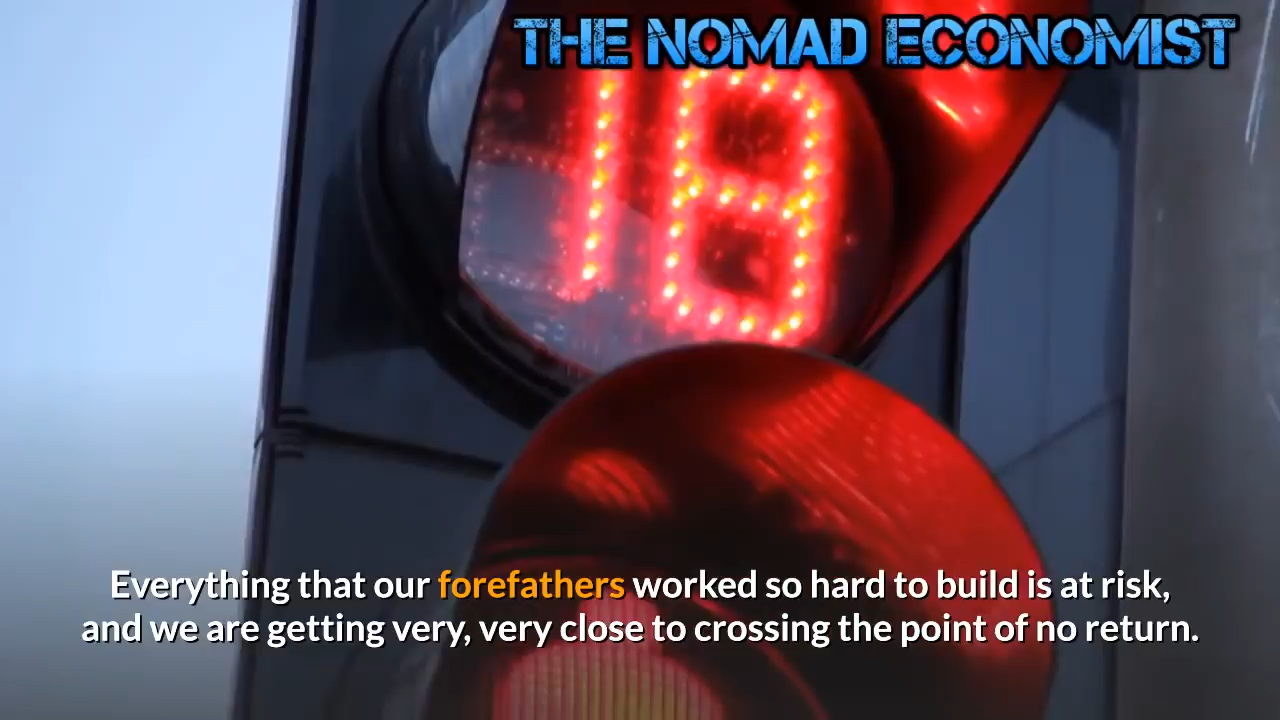 THE NOMAD ECONOMIST
18
Everything that our forefathers worked so hard to build is at risk,
and we are getting very, very close to crossing the point of no return.